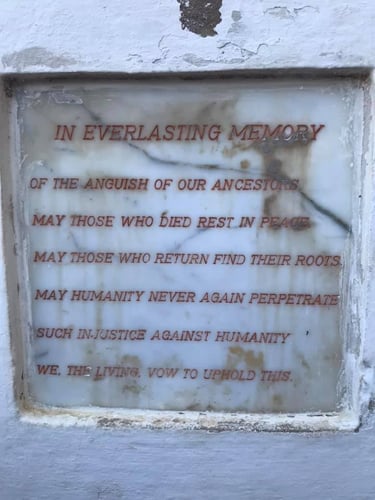 IN EVERLASTING MEMORY
OF THE ANGUISH OF OUR ANCESTORS
MAY THOSE WHO DIED REST IN PEACE
MAY THOSE WHO RETURN FIND THEIR ROOTS.
MAY HUMANITY NEVER AGAIN PERPETRATE
SUCH INJUSTICE AGAINST HUMANITY
WE, THE LIVING, VOW TO UPHOLD THIS.